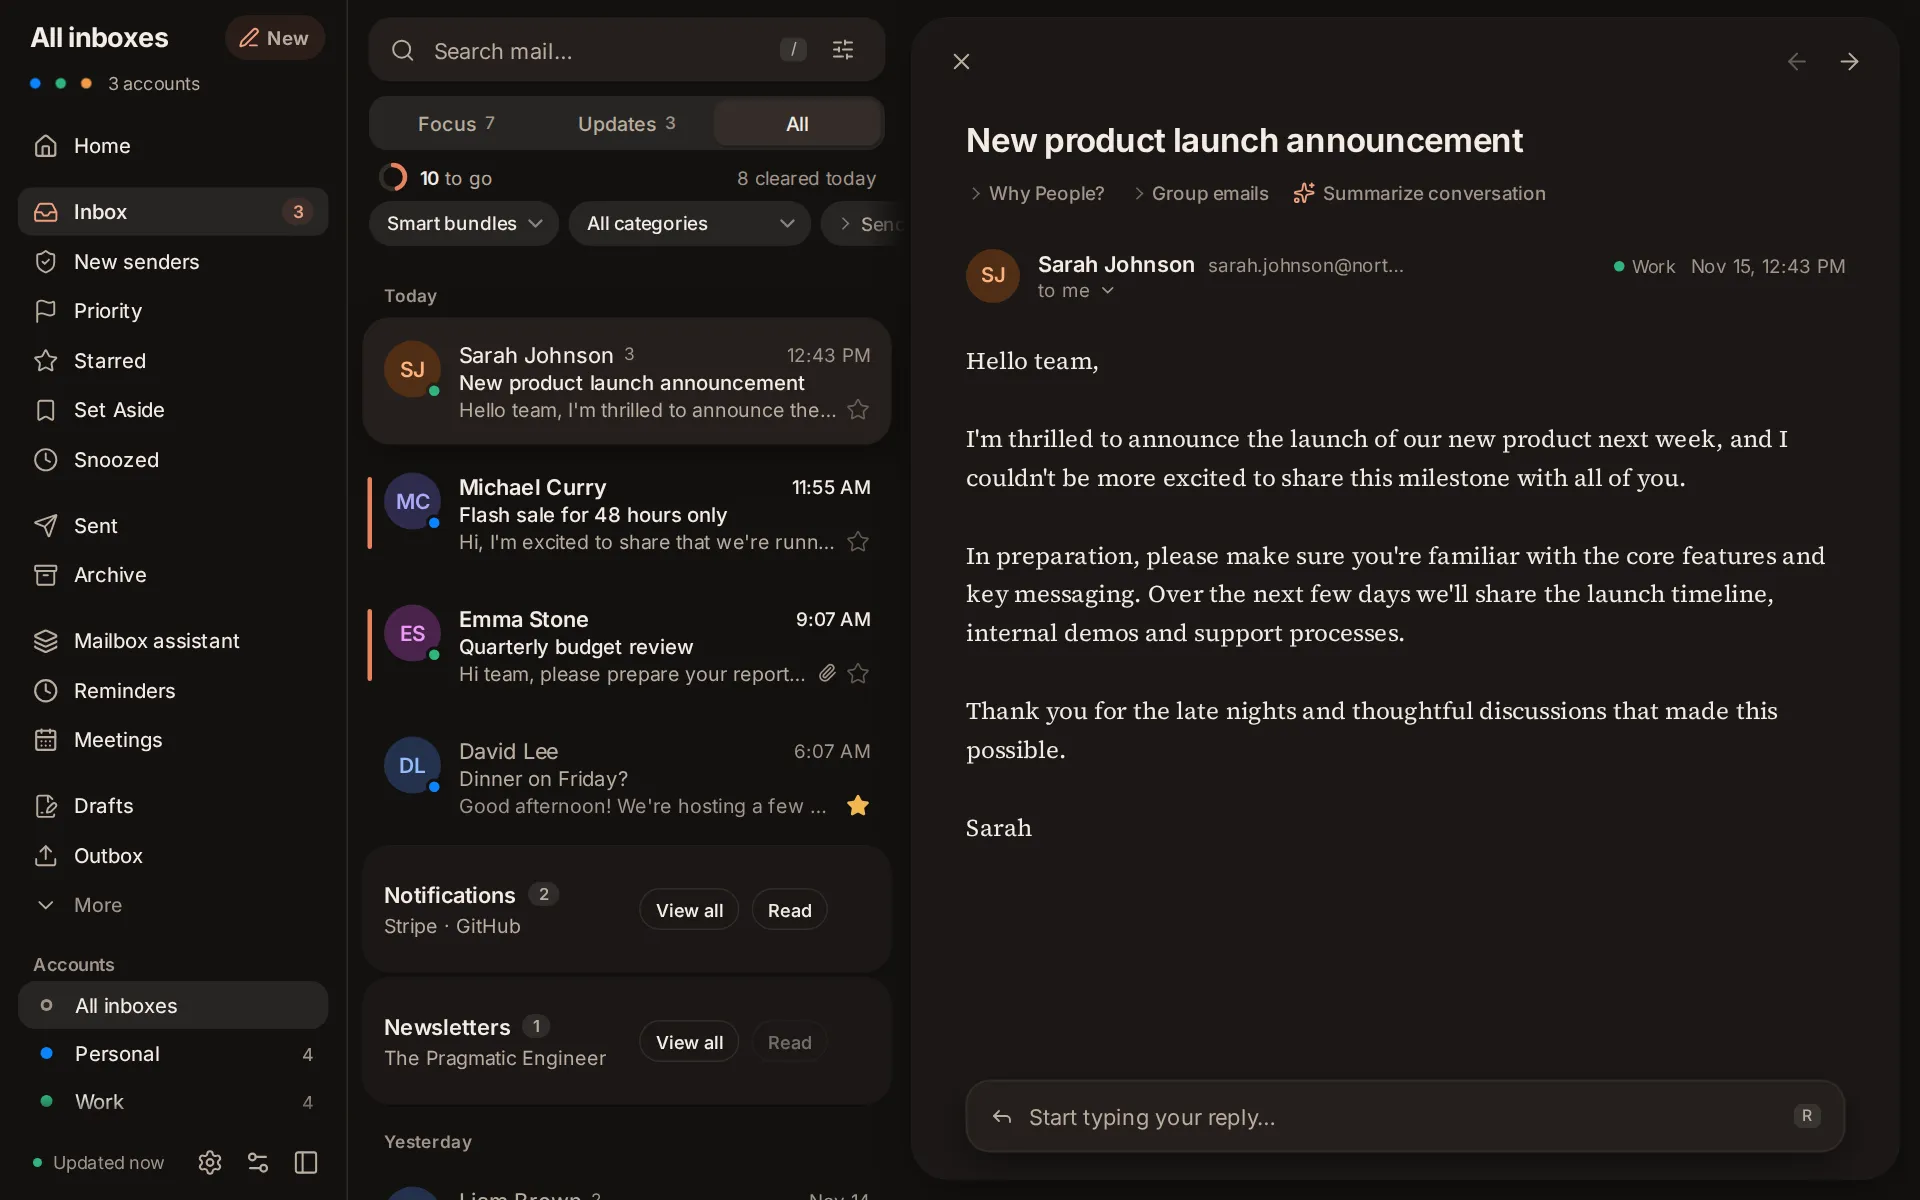 All inboxes
New
3 accounts
Home
Inbox 3
New senders
Priority
Starred
Set Aside
Snoozed
Sent
Archive
Mailbox assistant
Reminders
Meetings
Drafts
Outbox
More
Accounts
All inboxes
Personal 4
Work 4
Updated now
Search mail... /
Focus 7 Updates 3 All
10 to go 8 cleared today
Smart bundles All categories
Today
SJ
Sarah Johnson 3 12:43 PM
New product launch announcement
Hello team, I'm thrilled to announce the...
MC
Michael Curry 11:55 AM
Flash sale for 48 hours only
Hi, I'm excited to share that we're runn...
ES
Emma Stone 9:07 AM
Quarterly budget review
Hi team, please prepare your report...
DL
David Lee 6:07 AM
Dinner on Friday?
Good afternoon! We're hosting a few ...
Notifications 2
Stripe · GitHub
View all Read
Newsletters 1
The Pragmatic Engineer
View all Read
Yesterday
Liam Brown 2 Nov 14
New product launch announcement
Why People? Group emails Summarize conversation
SJ
Sarah Johnson sarah.johnson@nort...
to me
Work Nov 15, 12:43 PM
Hello team,
I'm thrilled to announce the launch of our new product next week, and I
couldn't be more excited to share this milestone with all of you.
In preparation, please make sure you're familiar with the core features and
key messaging. Over the next few days we'll share the launch timeline,
internal demos and support processes.
Thank you for the late nights and thoughtful discussions that made this
possible.
Sarah
Start typing your reply... R